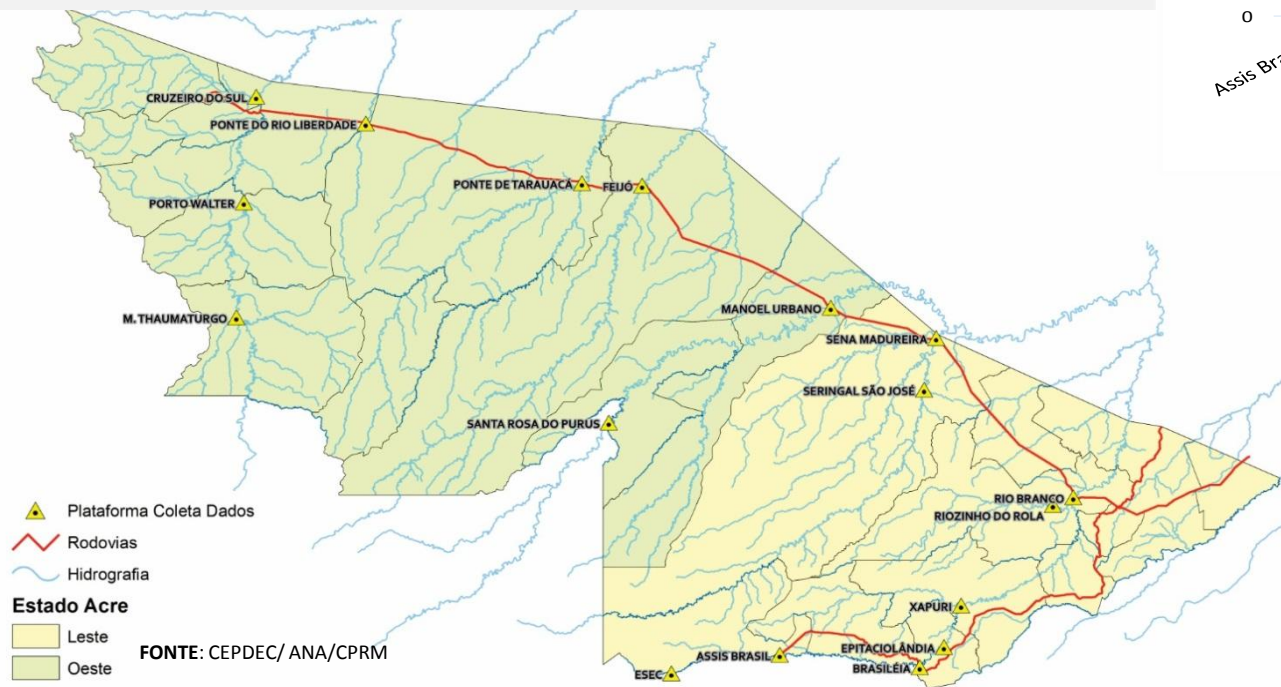 0
Assis Bra
CRUZEIRO DO SUL
PONTE DO RIO LIBERDADE
PONTE DE TARAUACÁ
FEIJÓ
PORTO WALTER
M. THAUMATURGO
MANOEL URBANO
SENA MADUREIRA
SERINGAL SÃO JOSÉ
SANTA ROSA DO PURUS
RIO BRANCO
RIOZINHO DO ROLA
XAPURI
EPITACIOLÂNDIA
ASSIS BRASIL
BRASILÉIA
ESEC
Plataforma Coleta Dados
Rodovias
Hidrografia
Estado Acre
Leste
Oeste
FONTE: CEPDEC/ ANA/CPRM